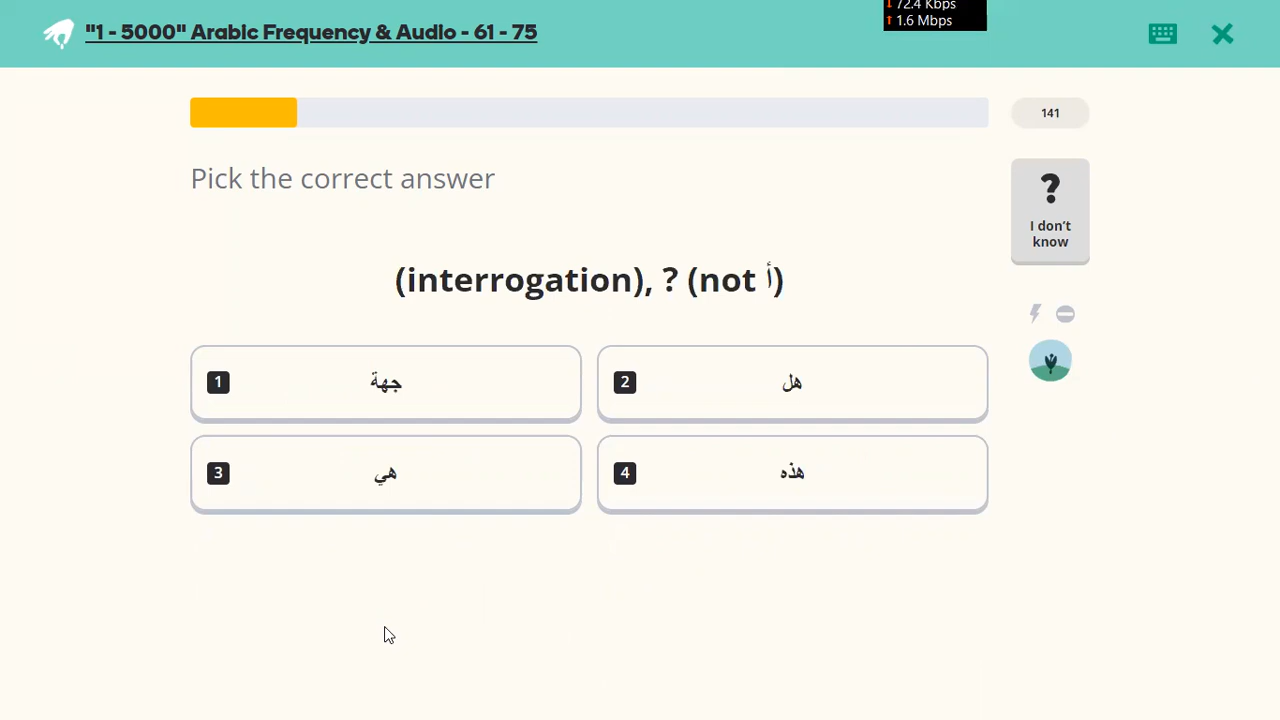 72.4 Kbps
1.6 Mbps
"1 - 5000" Arabic Frequency & Audio - 61 - 75
141
Pick the correct answer
?
I don't
know
(interrogation), ? (not أ)
1 جهة
2 هل
3 هي
4 هذه